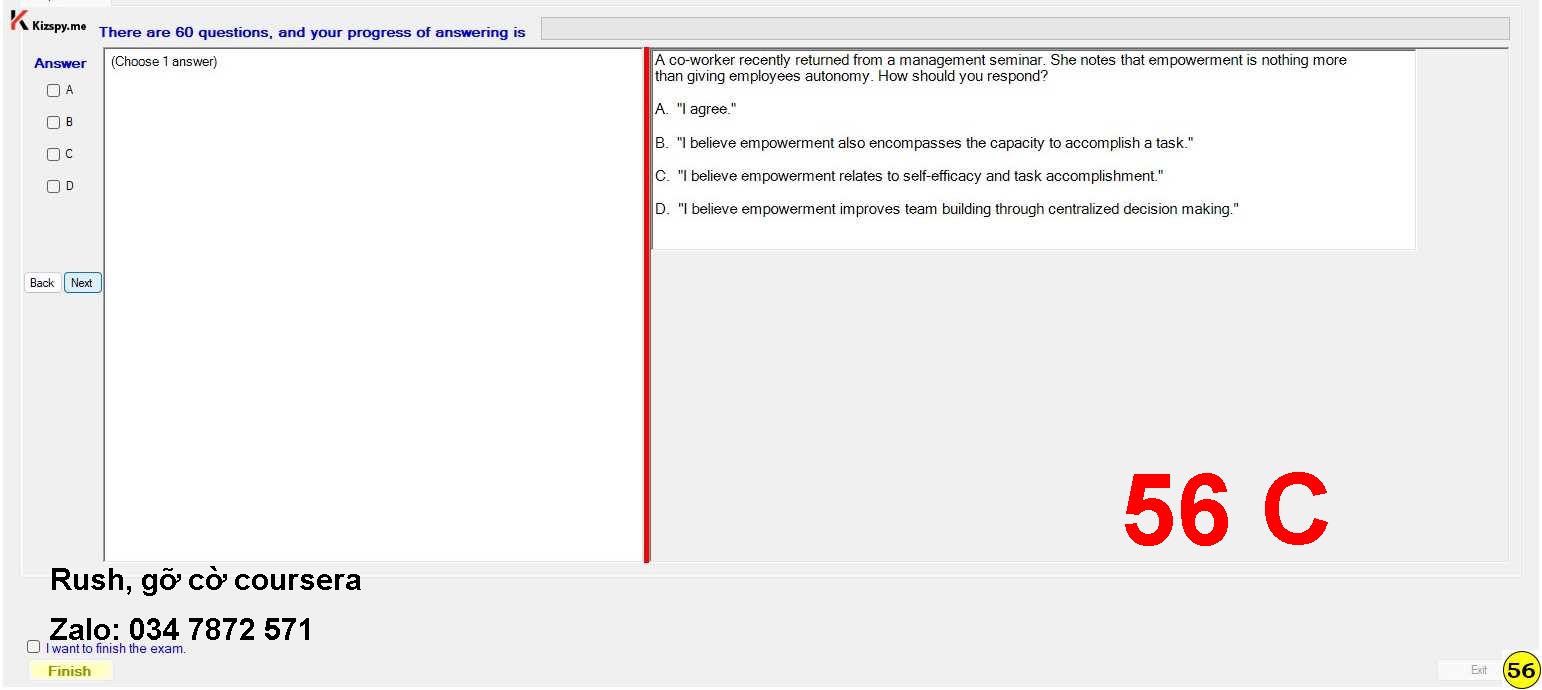 Kizspy.me
There are 60 questions, and your progress of answering is
Answer
A
B
C
D
Back
Next
(Choose 1 answer)
A co-worker recently returned from a management seminar. She notes that empowerment is nothing more
than giving employees autonomy. How should you respond?
A. "I agree."
B. "I believe empowerment also encompasses the capacity to accomplish a task."
C. "I believe empowerment relates to self-efficacy and task accomplishment."
D. "I believe empowerment improves team building through centralized decision making."
56 C
Rush, gỡ cờ coursera
Zalo: 034 7872 571
I want to finish the exam.
Finish
Exit
56